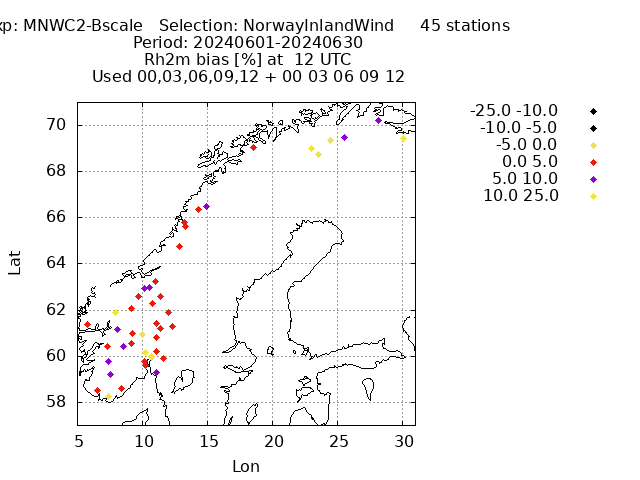 xp: MNWC2-Bscale   Selection: NorwayInlandWind     45 stations
Period: 20240601-20240630
Rh2m bias [%] at  12 UTC
Used 00,03,06,09,12 + 00 03 06 09 12
-25.0 -10.0
-10.0 -5.0
-5.0 0.0
0.0 5.0
5.0 10.0
10.0 25.0
70
68
66
64
62
60
58
Lat
5 10 15 20 25 30
Lon